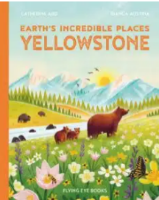 EARTH'S INCREDIBLE PLACES
YELLOWSTONE
FLYING EYE BOOKS